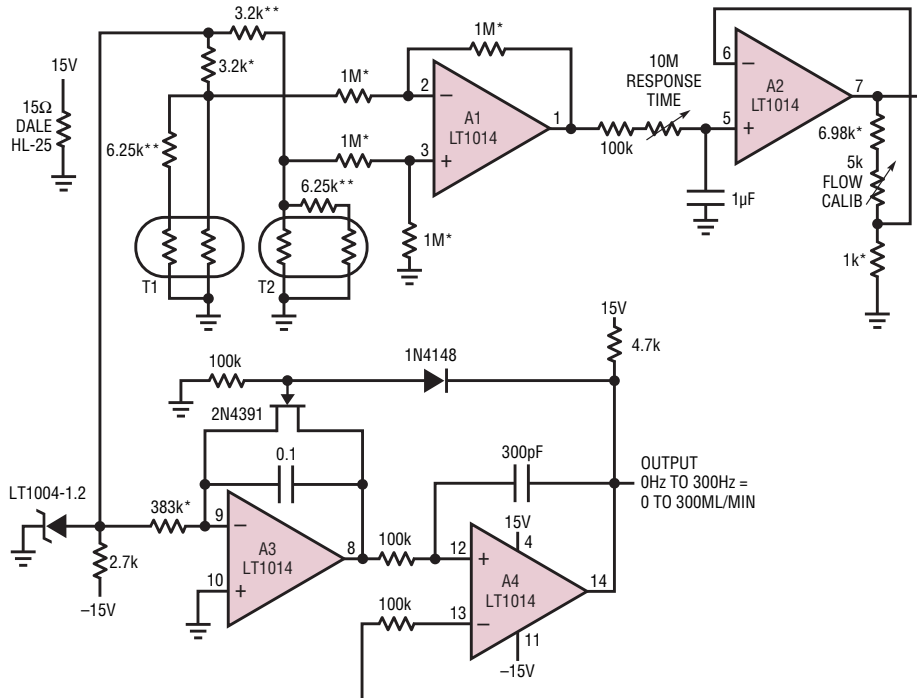 3.2k**
3.2k*
15V
15Ω
DALE
HL-25
6.25k**
1M*
1M*
1M*
6.25k**
1M*
T1
T2
2
3
1
A1
LT1014
100k
10M
RESPONSE
TIME
1µF
6
5
7
A2
LT1014
6.98k*
5k
FLOW
CALIB
1k*
15V
4.7k
100k
1N4148
2N4391
0.1
300pF
OUTPUT
0Hz TO 300Hz =
0 TO 300ML/MIN
LT1004-1.2
383k*
2.7k
–15V
9
10
8
A3
LT1014
100k
100k
12
13
14
15V
4
A4
LT1014
11
–15V